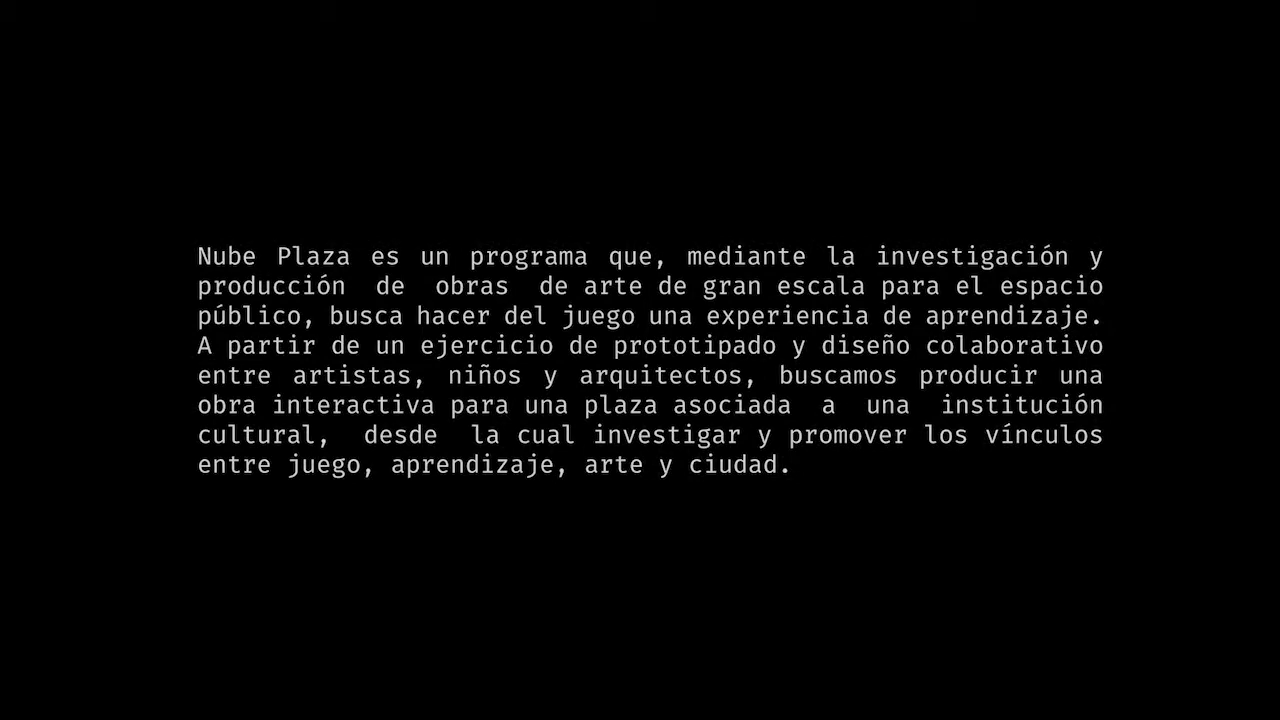 Nube Plaza es un programa que, mediante la investigación y
producción de obras de arte de gran escala para el espacio
público, busca hacer del juego una experiencia de aprendizaje.
A partir de un ejercicio de prototipado y diseño colaborativo
entre artistas, niños y arquitectos, buscamos producir una
obra interactiva para una plaza asociada a una institución
cultural, desde la cual investigar y promover los vínculos
entre juego, aprendizaje, arte y ciudad.